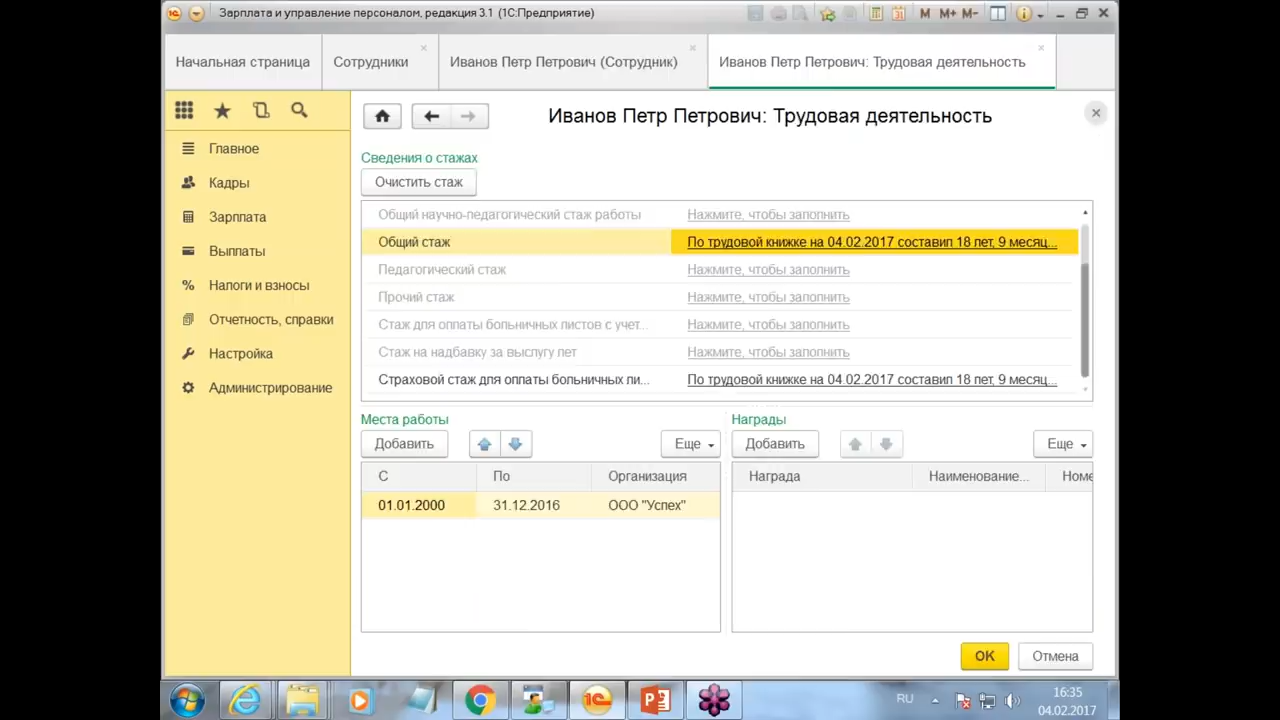 Зарплата и управление персоналом, редакция 3.1 (1С:Предприятие)
M M+ M-
Начальная страница
Сотрудники
Иванов Петр Петрович (Сотрудник)
Иванов Петр Петрович: Трудовая деятельность
Главное
Кадры
Зарплата
Выплаты
Налоги и взносы
Отчетность, справки
Настройка
Администрирование
Иванов Петр Петрович: Трудовая деятельность
Сведения о стажах
Очистить стаж
Общий научно-педагогический стаж работы Нажмите, чтобы заполнить
Общий стаж По трудовой книжке на 04.02.2017 составил 18 лет, 9 месяц...
Педагогический стаж Нажмите, чтобы заполнить
Прочий стаж Нажмите, чтобы заполнить
Стаж для оплаты больничных листов с учет... Нажмите, чтобы заполнить
Стаж на надбавку за выслугу лет Нажмите, чтобы заполнить
Страховой стаж для оплаты больничных ли... По трудовой книжке на 04.02.2017 составил 18 лет, 9 месяц...
Места работы
Добавить Еще
С По Организация
01.01.2000 31.12.2016 ООО "Успех"
Награды
Добавить Еще
Награда Наименование... Номе
OK Отмена
RU
16:35
04.02.2017